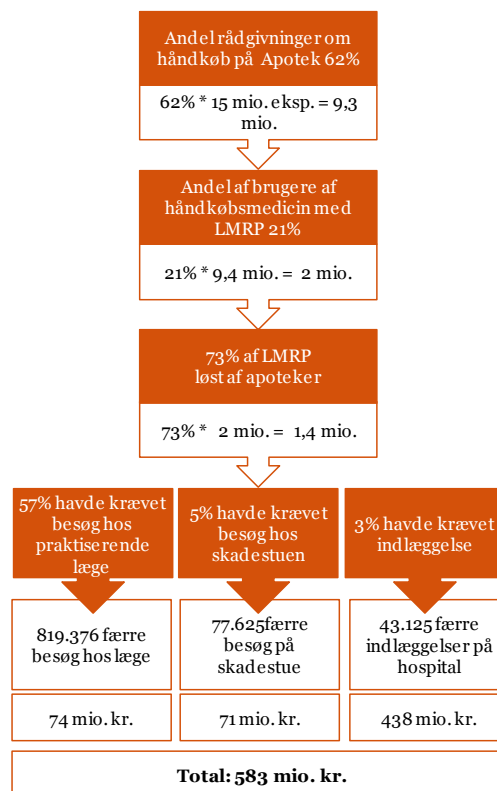 Andel rådgivninger om
håndkøb på Apotek 62%
62% * 15 mio. eksp. = 9,3
mio.
Andel af brugere af
håndkøbsmedicin med
LMRP 21%
21% * 9,4 mio. = 2 mio.
73% af LMRP
løst af apoteker
73% * 2 mio. = 1,4 mio.
57% havde krævet
besøg hos
praktiserende
læge
5% havde krævet
besøg hos
skadestuen
3% havde krævet
indlæggelse
819.376 færre
besøg hos læge
77.625færre
besøg på
skadestue
43.125 færre
indlæggelser på
hospital
74 mio. kr.
71 mio. kr.
438 mio. kr.
Total: 583 mio. kr.